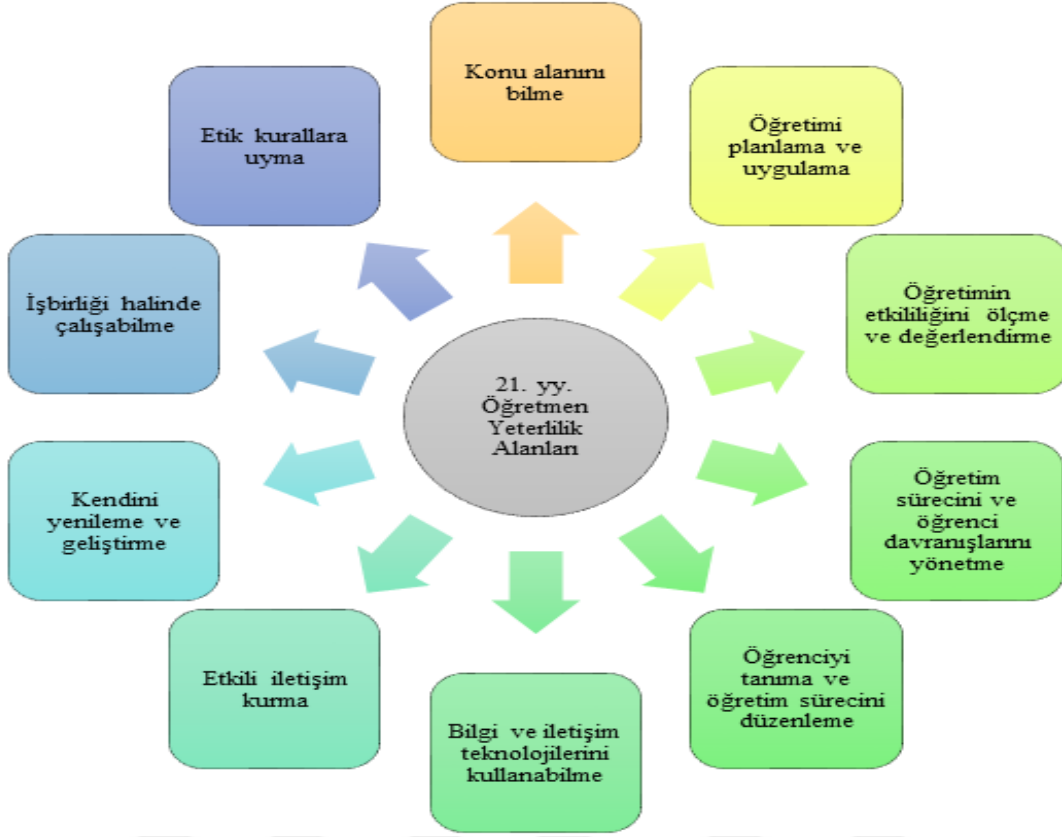 Konu alanını
bilme
Öğretimi
planlama ve
uygulama
Öğretimin
etkililiğini ölçme
ve değerlendirme
Öğretim
sürecini ve
öğrenci
davranışlarını
yönetme
Öğrenciyi
tanıma ve
öğretim sürecini
düzenleme
Bilgi ve iletişim
teknolojilerini
kullanabilme
Etkili iletişim
kurma
Kendini
yenileme ve
geliştirme
İşbirliği halinde
çalışabilme
Etik kurallara
uyma
21. yy.
Öğretmen
Yeterlilik
Alanları